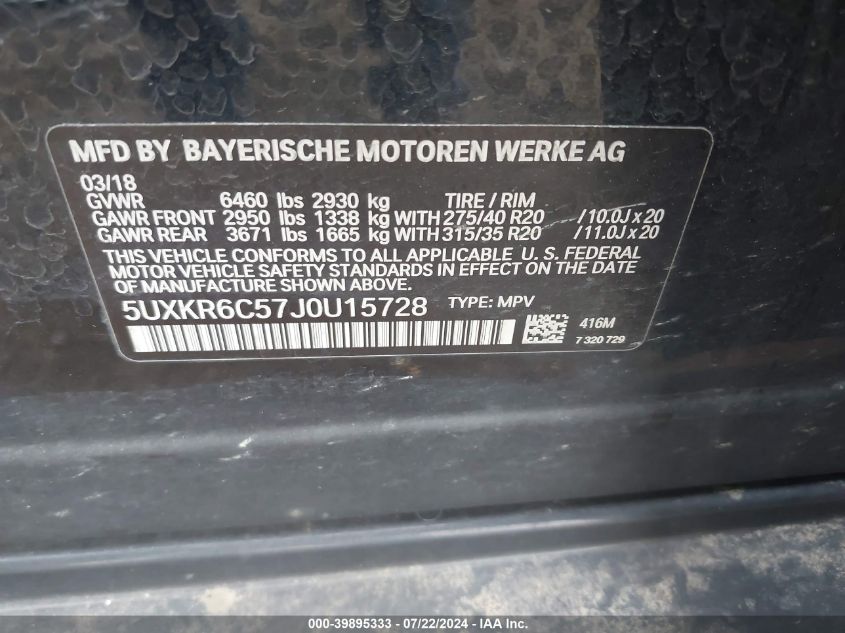 MFD BY BAYERISCHE MOTOREN WERKE AG
03/18
GVWR 6460 lbs 2930 kg TIRE / RIM
GAWR FRONT 2950 lbs 1338 kg WITH 275/40 R20 /10.0J x 20
GAWR REAR 3671 lbs 1665 kg WITH 315/35 R20 /11.0J x 20
THIS VEHICLE CONFORMS TO ALL APPLICABLE U. S. FEDERAL
MOTOR VEHICLE SAFETY STANDARDS IN EFFECT ON THE DATE
OF MANUFACTURE SHOWN ABOVE.
5UXKR6C57J0U15728 TYPE: MPV
416M
7 320 729
000-39895333 - 07/22/2024 - IAA Inc.